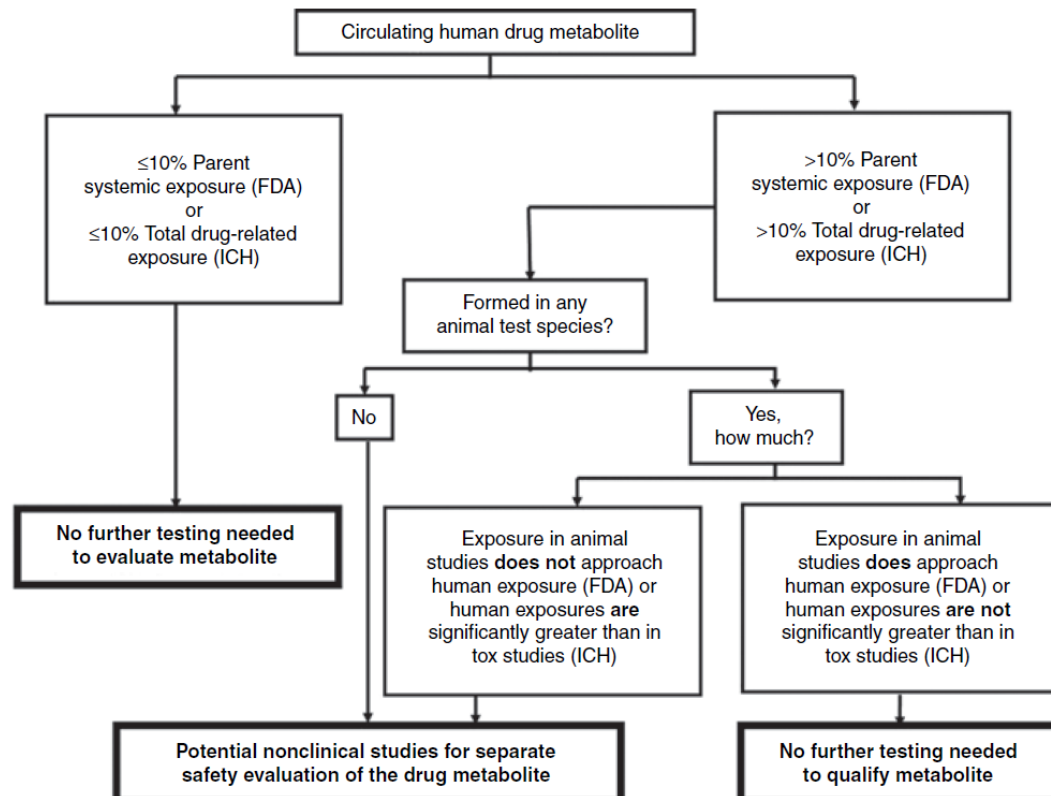 Circulating human drug metabolite
≤10% Parent
systemic exposure (FDA)
or
≤10% Total drug-related
exposure (ICH)
>10% Parent
systemic exposure (FDA)
or
>10% Total drug-related
exposure (ICH)
Formed in any
animal test species?
No
Yes,
how much?
No further testing needed
to evaluate metabolite
Exposure in animal
studies does not approach
human exposure (FDA) or
human exposures are
significantly greater than in
tox studies (ICH)
Exposure in animal
studies does approach
human exposure (FDA) or
human exposures are not
significantly greater than in
tox studies (ICH)
Potential nonclinical studies for separate
safety evaluation of the drug metabolite
No further testing needed
to qualify metabolite